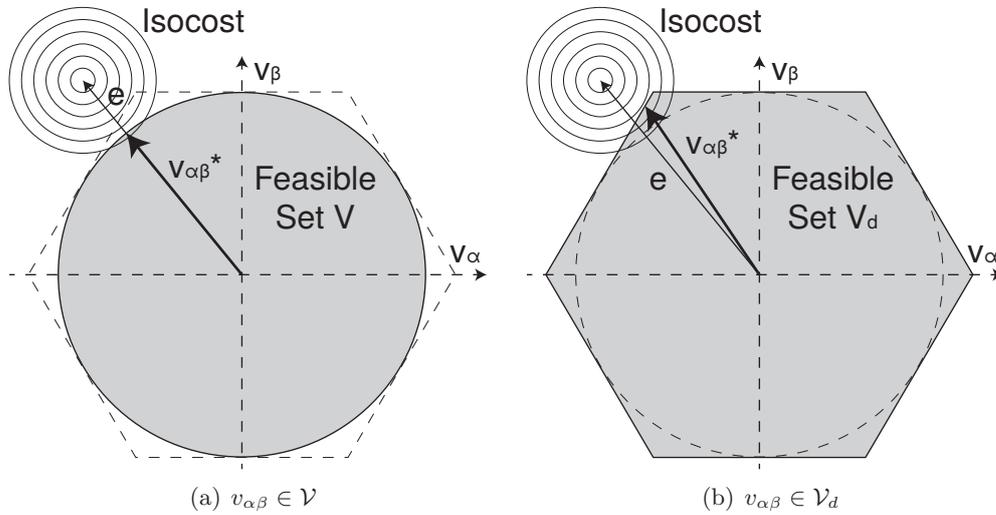 Isocost
vβ
e
vαβ*
Feasible
Set V
vα
(a) vαβ ∈ 𝒱
Isocost
vβ
vαβ*
e
Feasible
Set Vd
vα
(b) vαβ ∈ 𝒱d